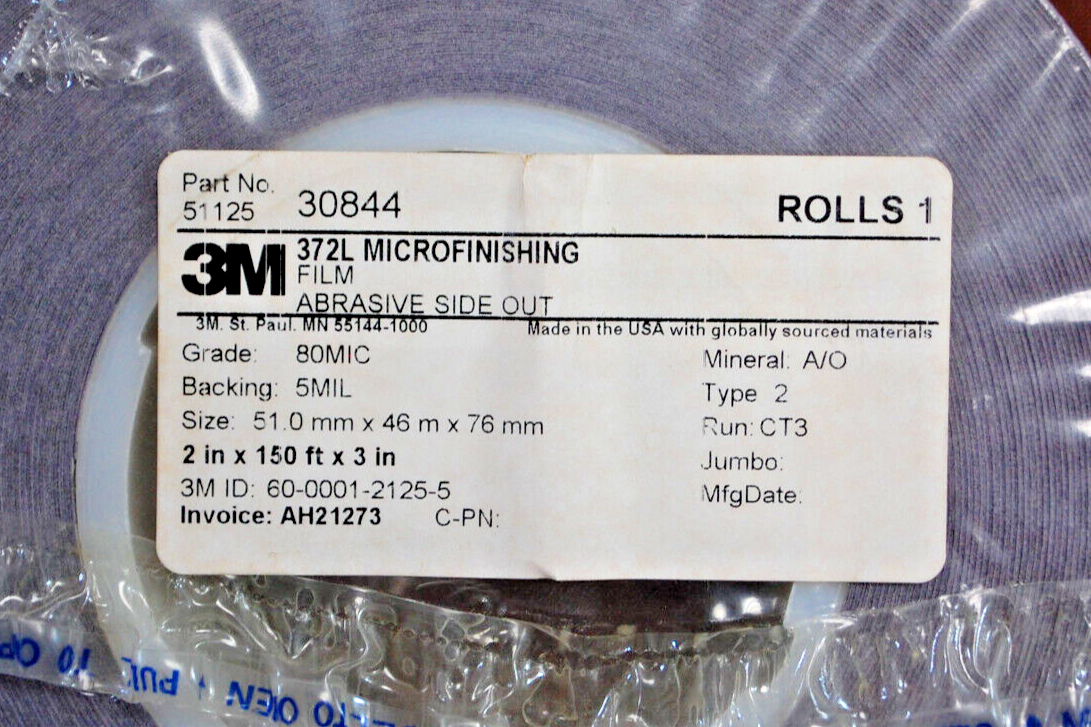 Part No.
51125 30844 ROLLS 1
3M 372L MICROFINISHING
FILM
ABRASIVE SIDE OUT
3M. St. Paul. MN 55144-1000 Made in the USA with globally sourced materials
Grade: 80MIC Mineral: A/O
Backing: 5MIL Type 2
Size: 51.0 mm x 46 m x 76 mm Run: CT3
2 in x 150 ft x 3 in Jumbo:
3M ID: 60-0001-2125-5 MfgDate:
Invoice: AH21273 C-PN: